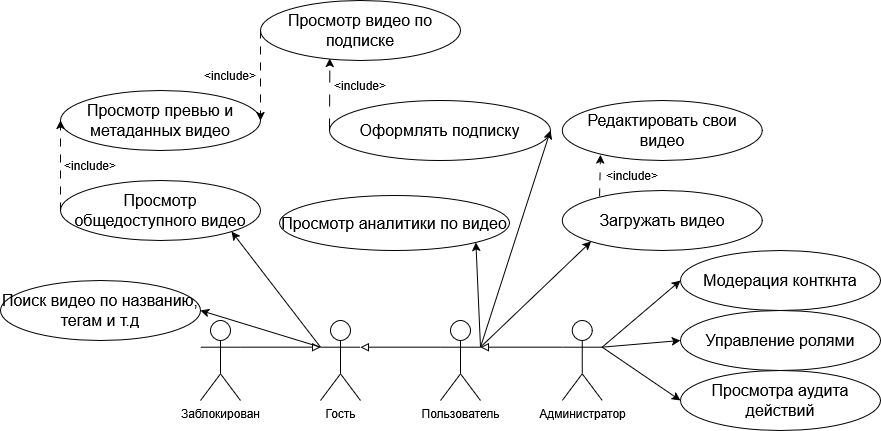 Просмотр видео по
подписке
<include>
<include>
Просмотр превью и
метаданных видео
Оформлять подписку
Редактировать свои
видео
<include>
<include>
Просмотр
общедоступного видео
Просмотр аналитики по видео
Загружать видео
Поиск видео по названию,
тегам и т.д
Модерация конткнта
Управление ролями
Просмотра аудита
действий
Заблокирован
Гость
Пользователь
Администратор